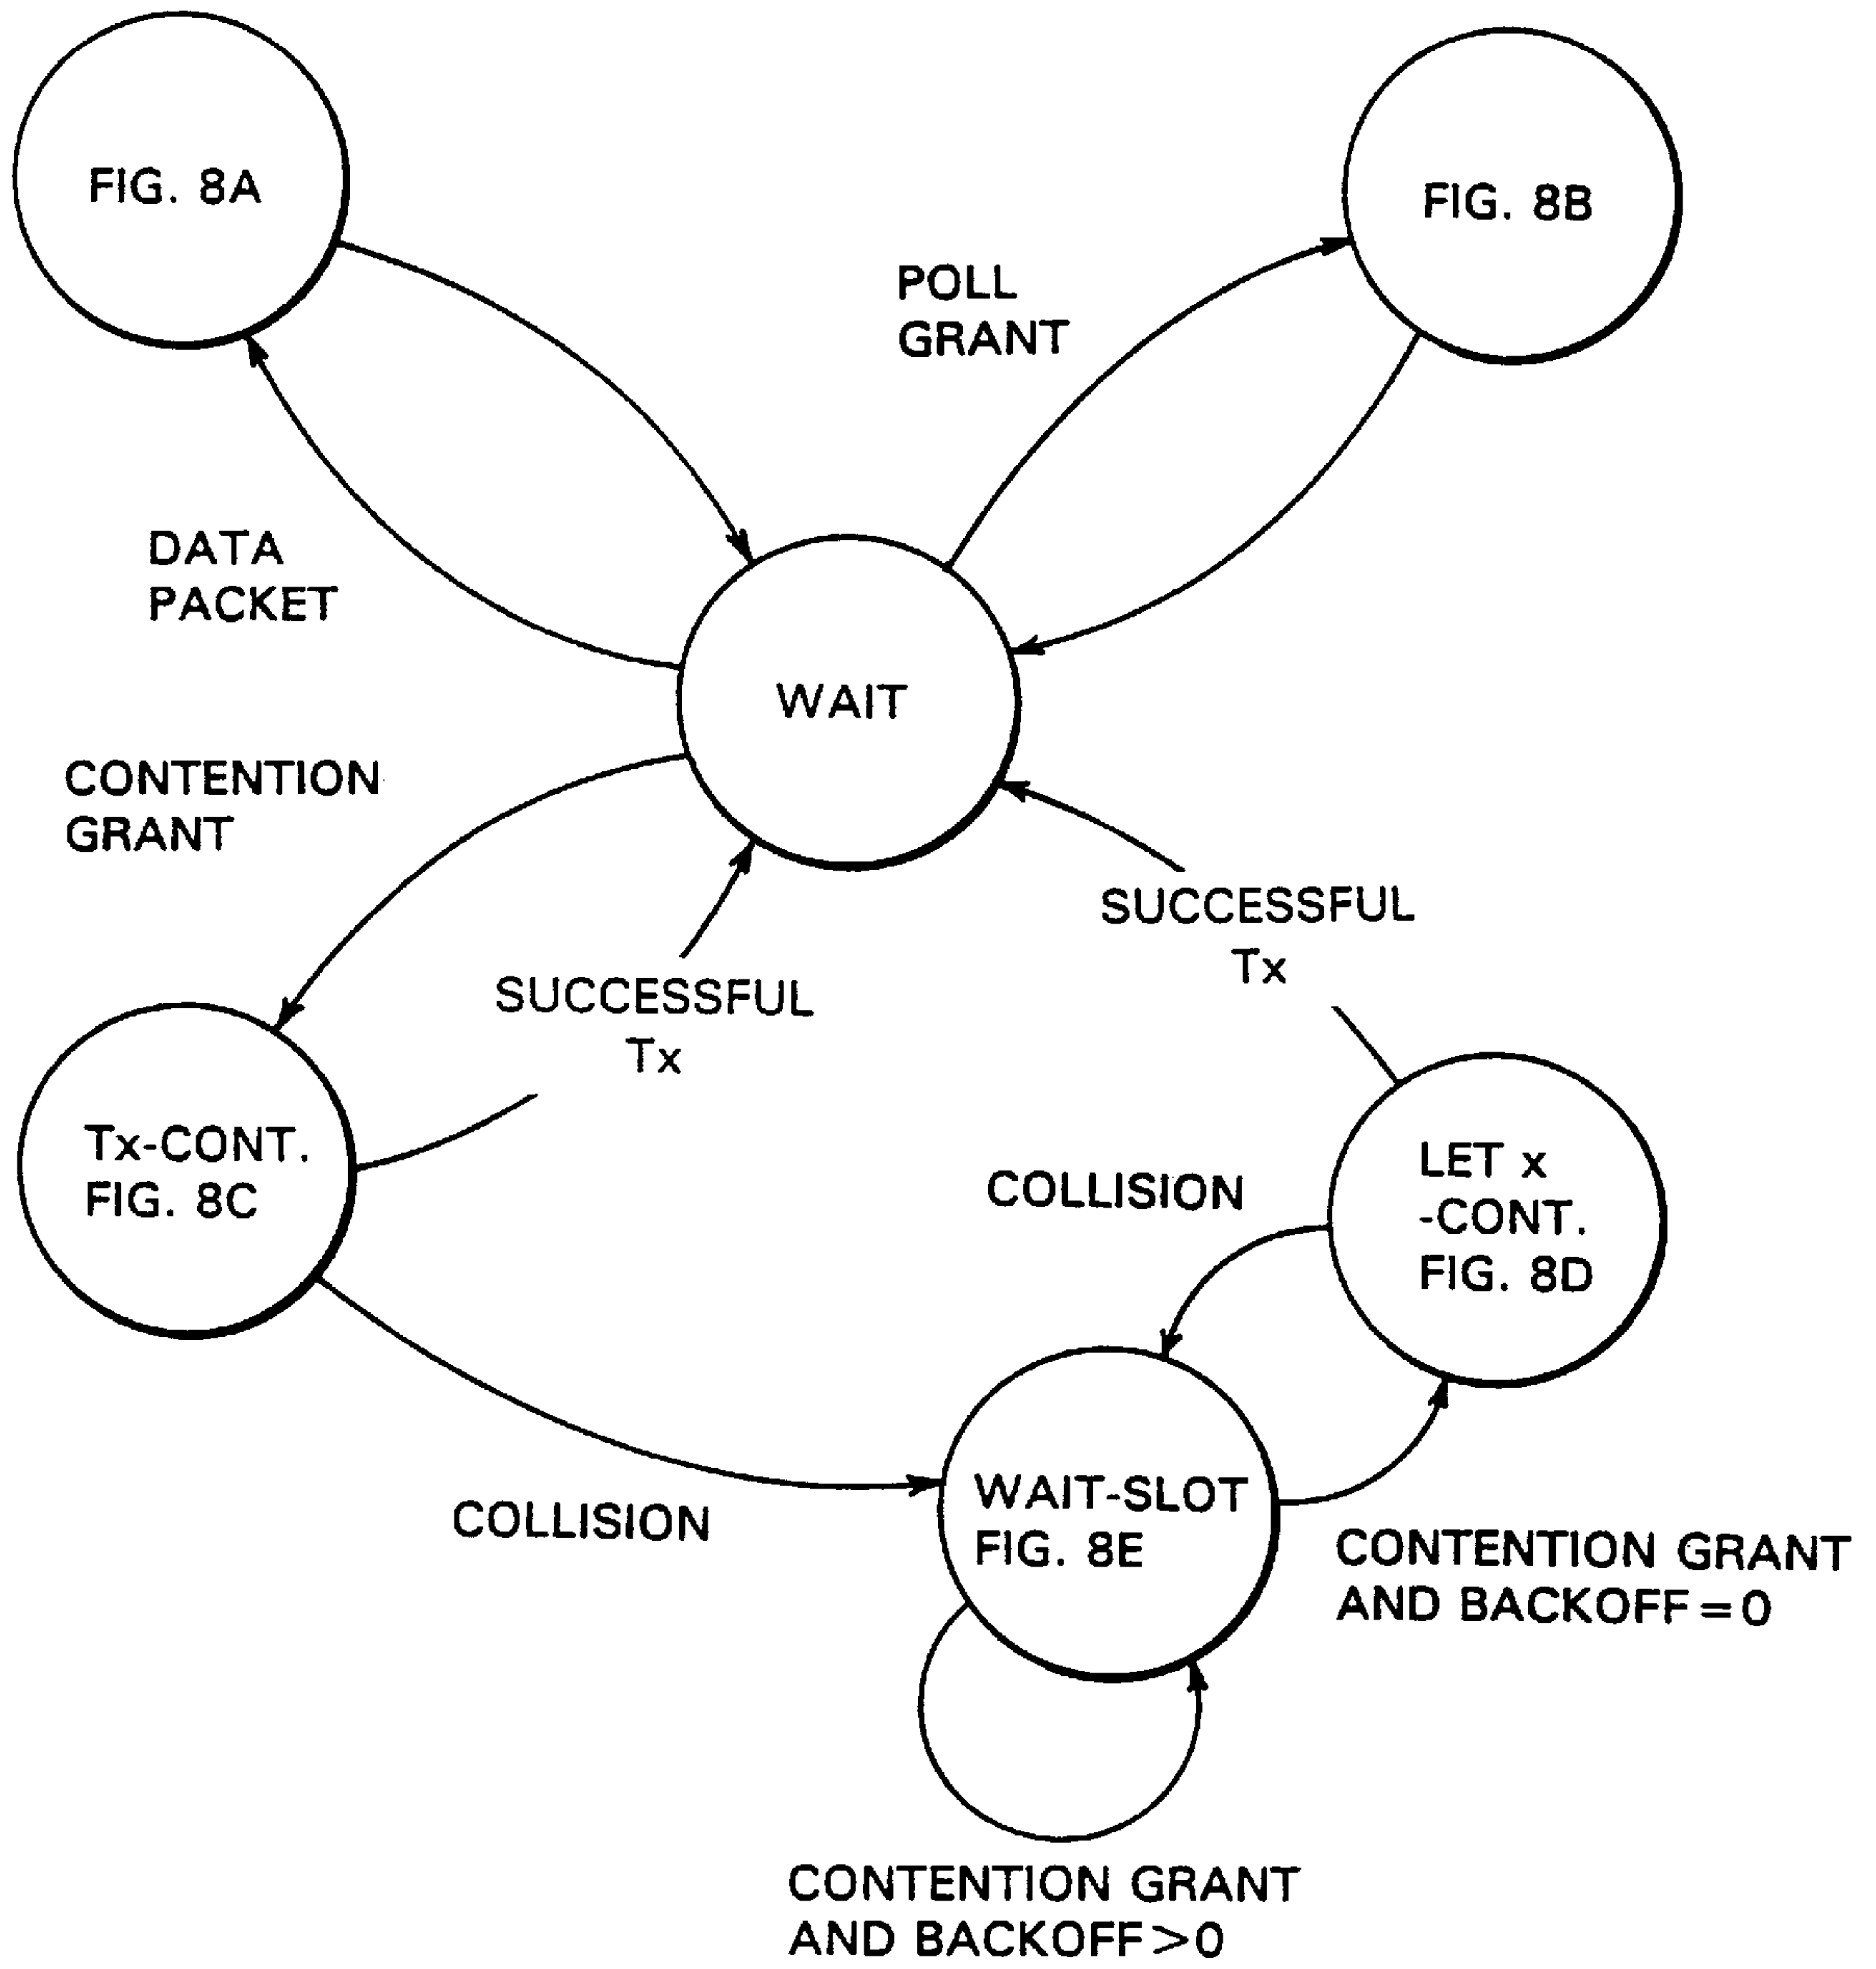 FIG. 8A
FIG. 8B
POLL
GRANT
DATA
PACKET
WAIT
CONTENTION
GRANT
SUCCESSFUL
Tx
SUCCESSFUL
Tx
Tx-CONT.
FIG. 8C
COLLISION
LET x
-CONT.
FIG. 8D
COLLISION
WAIT-SLOT
FIG. 8E
CONTENTION GRANT
AND BACKOFF=0
CONTENTION GRANT
AND BACKOFF>0